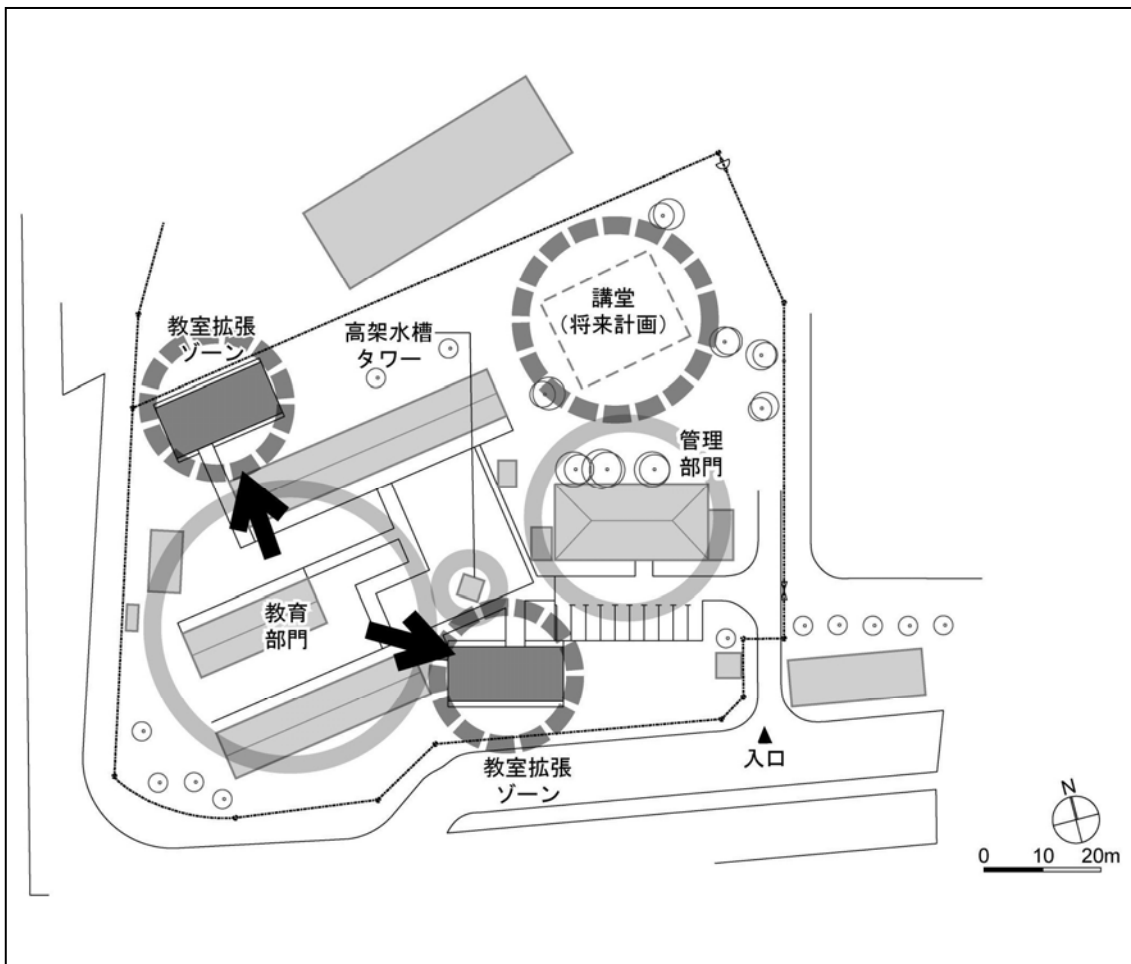 講堂
（将来計画）
教室拡張
ゾーン
高架水槽
タワー
管理
部門
教育
部門
教室拡張
ゾーン
入口
N
0 10 20m